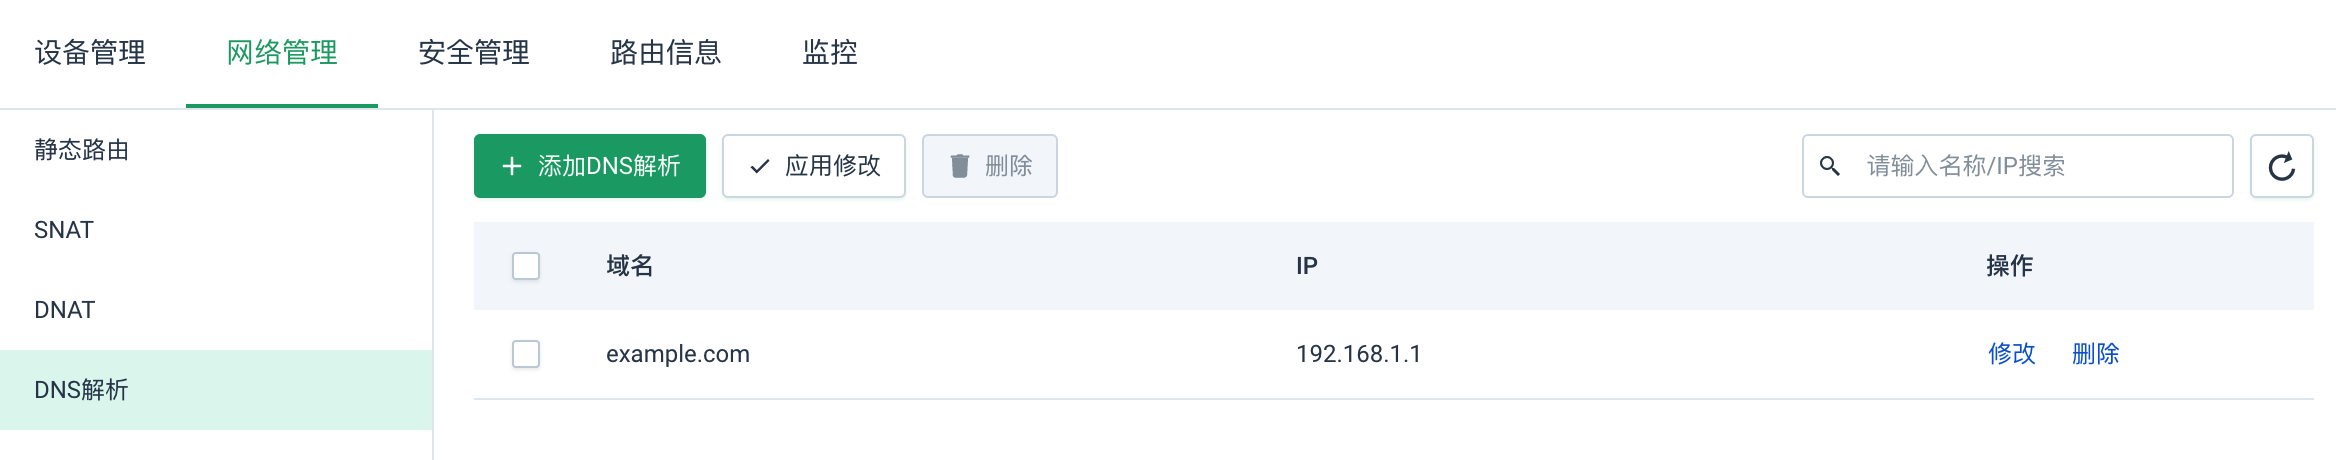 设备管理 网络管理 安全管理 路由信息 监控
静态路由
SNAT
DNAT
DNS解析
添加DNS解析 应用修改 删除 请输入名称/IP搜索
域名 IP 操作
example.com 192.168.1.1 修改 删除